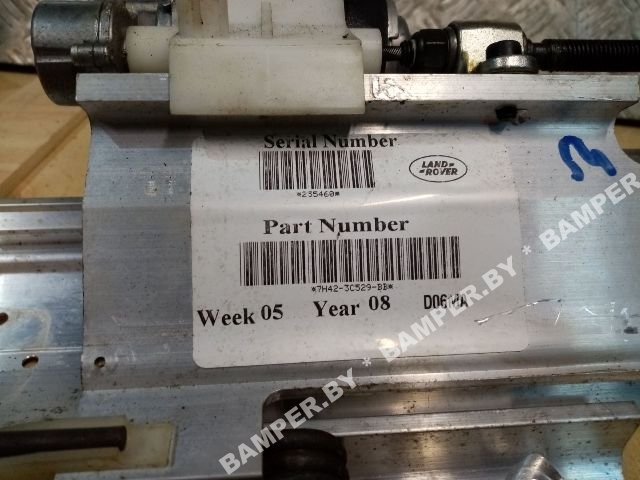 Serial Number
*235460*
LAND-
-ROVER
Part Number
*7H42-3C529-BB*
Week 05 Year 08
BAMPER.BY * BAMPER.BY * BAMPER.BY